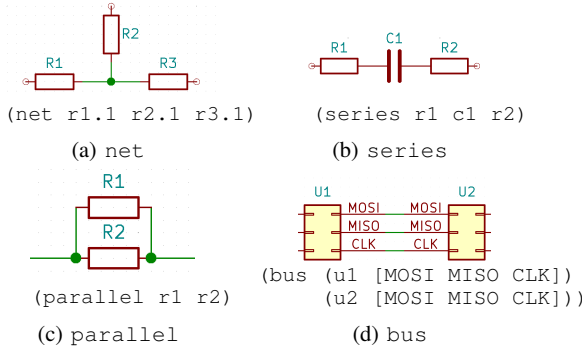 R2
R1
R3
(net r1.1 r2.1 r3.1)
(a) net
C1
R1
R2
(series r1 c1 r2)
(b) series
R1
R2
(parallel r1 r2)
(c) parallel
U1
U2
MOSI MOSI
MISO MISO
CLK CLK
(bus (u1 [MOSI MISO CLK])
(u2 [MOSI MISO CLK]))
(d) bus